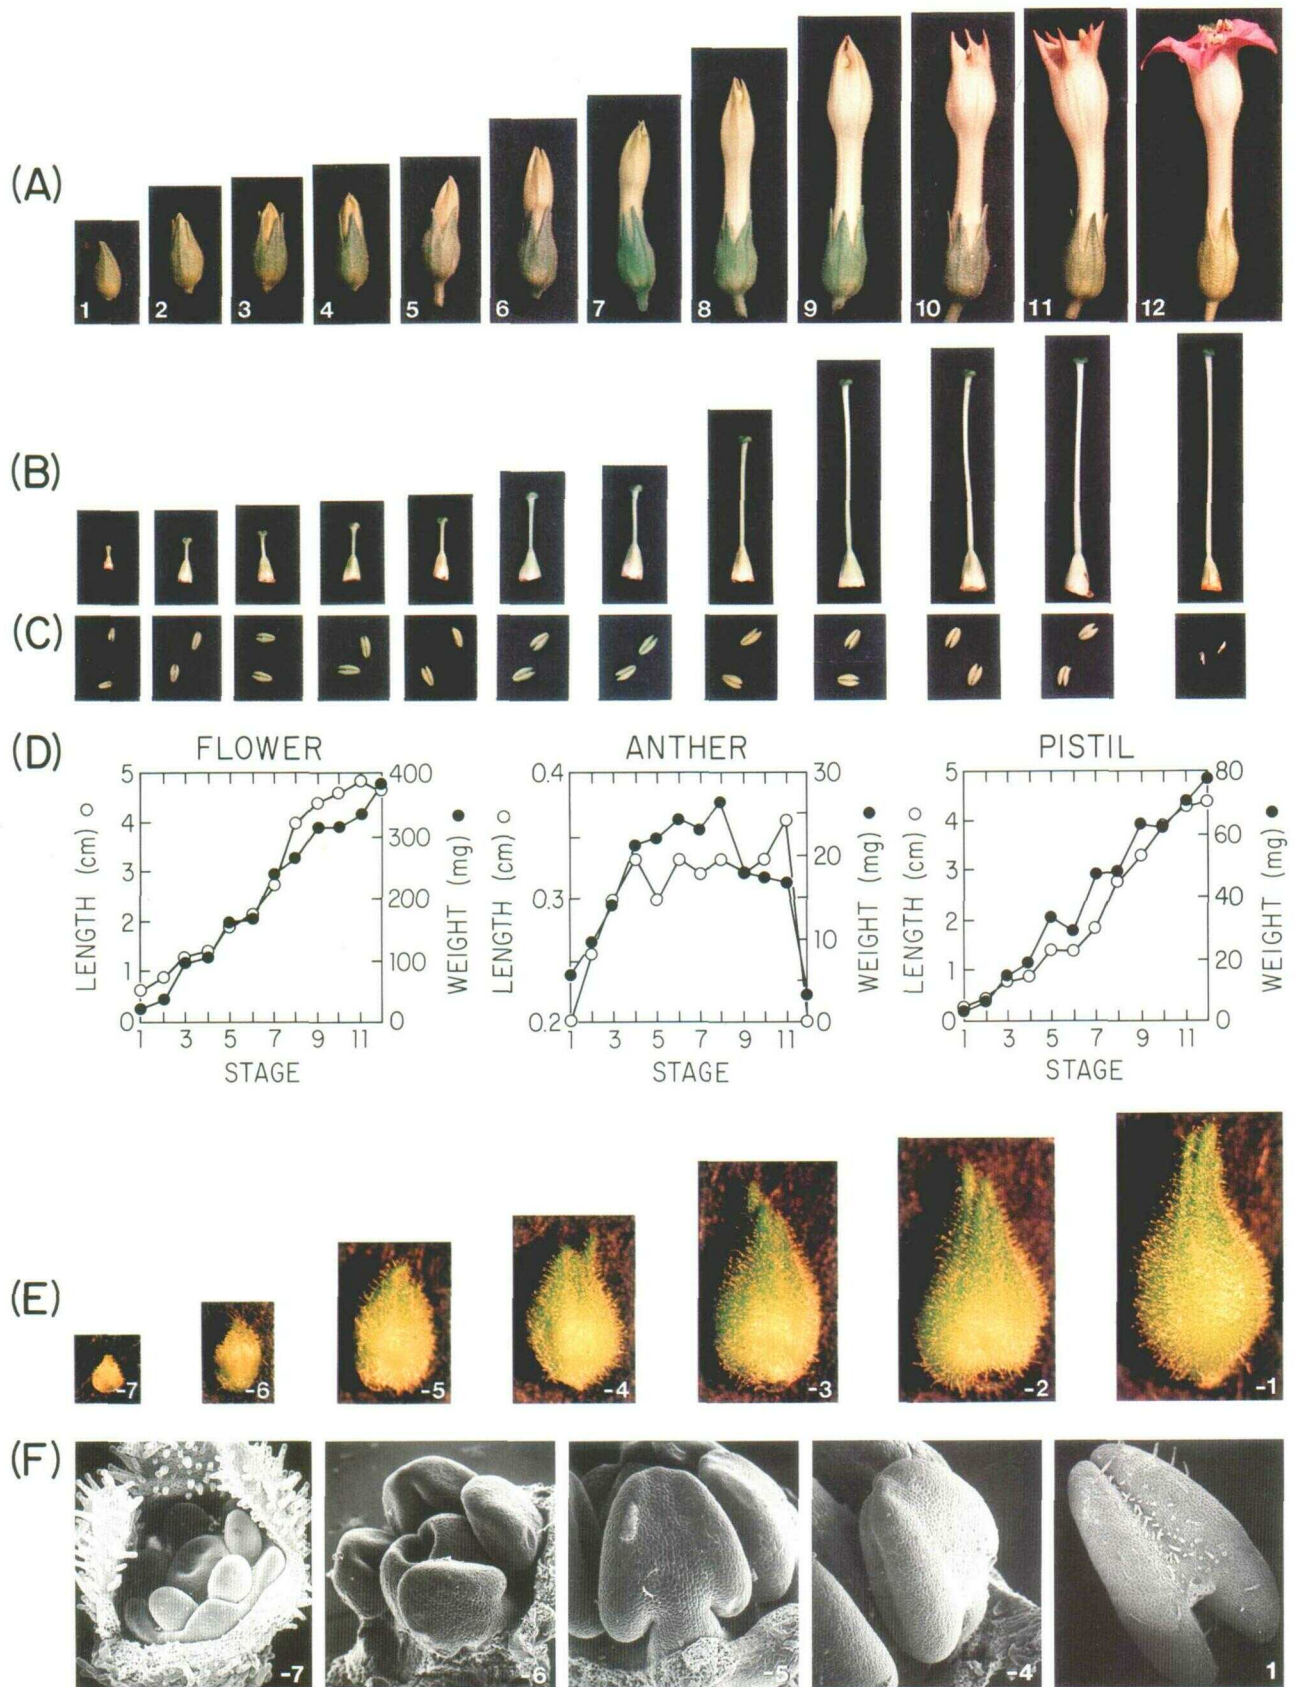 (A)
1 2 3 4 5 6 7 8 9 10 11 12
(B)
(C)
(D)
FLOWER
5 4 3 2 1 0
LENGTH (cm) ○
400 300 200 100 0
WEIGHT (mg) ●
1 3 5 7 9 11
STAGE
ANTHER
0.4 0.3 0.2
LENGTH (cm) ○
30 20 10 0
WEIGHT (mg) ●
1 3 5 7 9 11
STAGE
PISTIL
5 4 3 2 1 0
LENGTH (cm) ○
80 60 40 20 0
WEIGHT (mg) ●
1 3 5 7 9 11
STAGE
(E)
-7 -6 -5 -4 -3 -2 -1
(F)
-7 -6 -5 -4 1